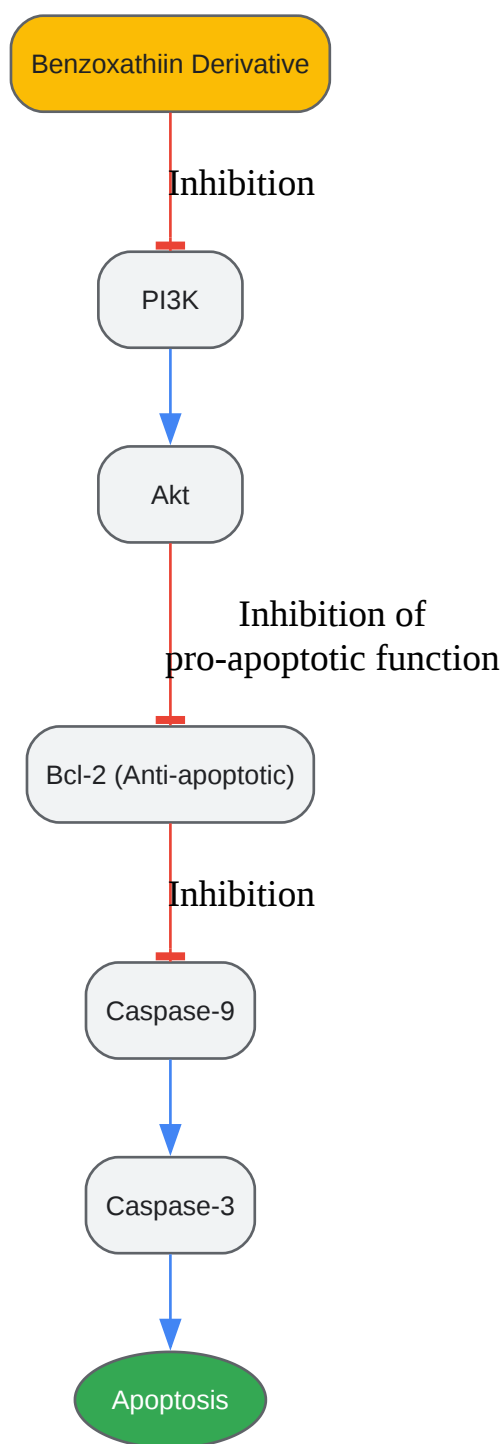 Benzoxathiin Derivative
Inhibition
PI3K
Akt
Inhibition of
pro-apoptotic function
Bcl-2 (Anti-apoptotic)
Inhibition
Caspase-9
Caspase-3
Apoptosis